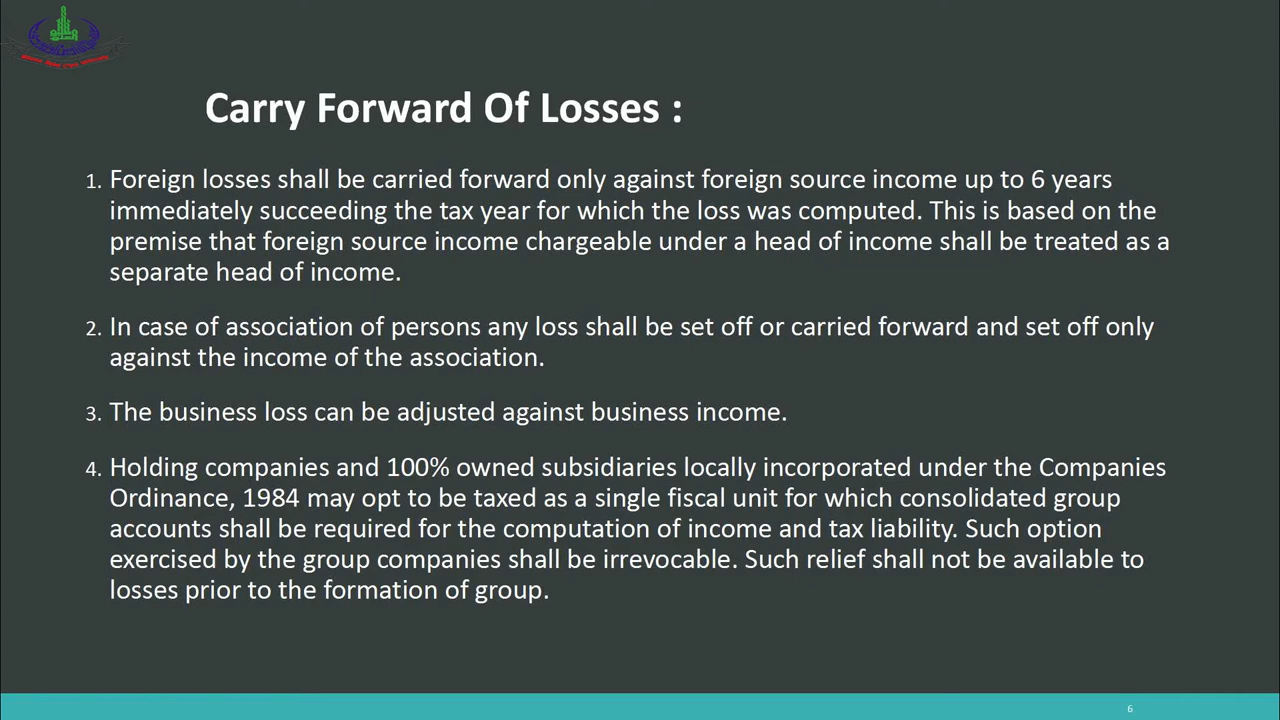 Carry Forward Of Losses :
1. Foreign losses shall be carried forward only against foreign source income up to 6 years
immediately succeeding the tax year for which the loss was computed. This is based on the
premise that foreign source income chargeable under a head of income shall be treated as a
separate head of income.
2. In case of association of persons any loss shall be set off or carried forward and set off only
against the income of the association.
3. The business loss can be adjusted against business income.
4. Holding companies and 100% owned subsidiaries locally incorporated under the Companies
Ordinance, 1984 may opt to be taxed as a single fiscal unit for which consolidated group
accounts shall be required for the computation of income and tax liability. Such option
exercised by the group companies shall be irrevocable. Such relief shall not be available to
losses prior to the formation of group.
6